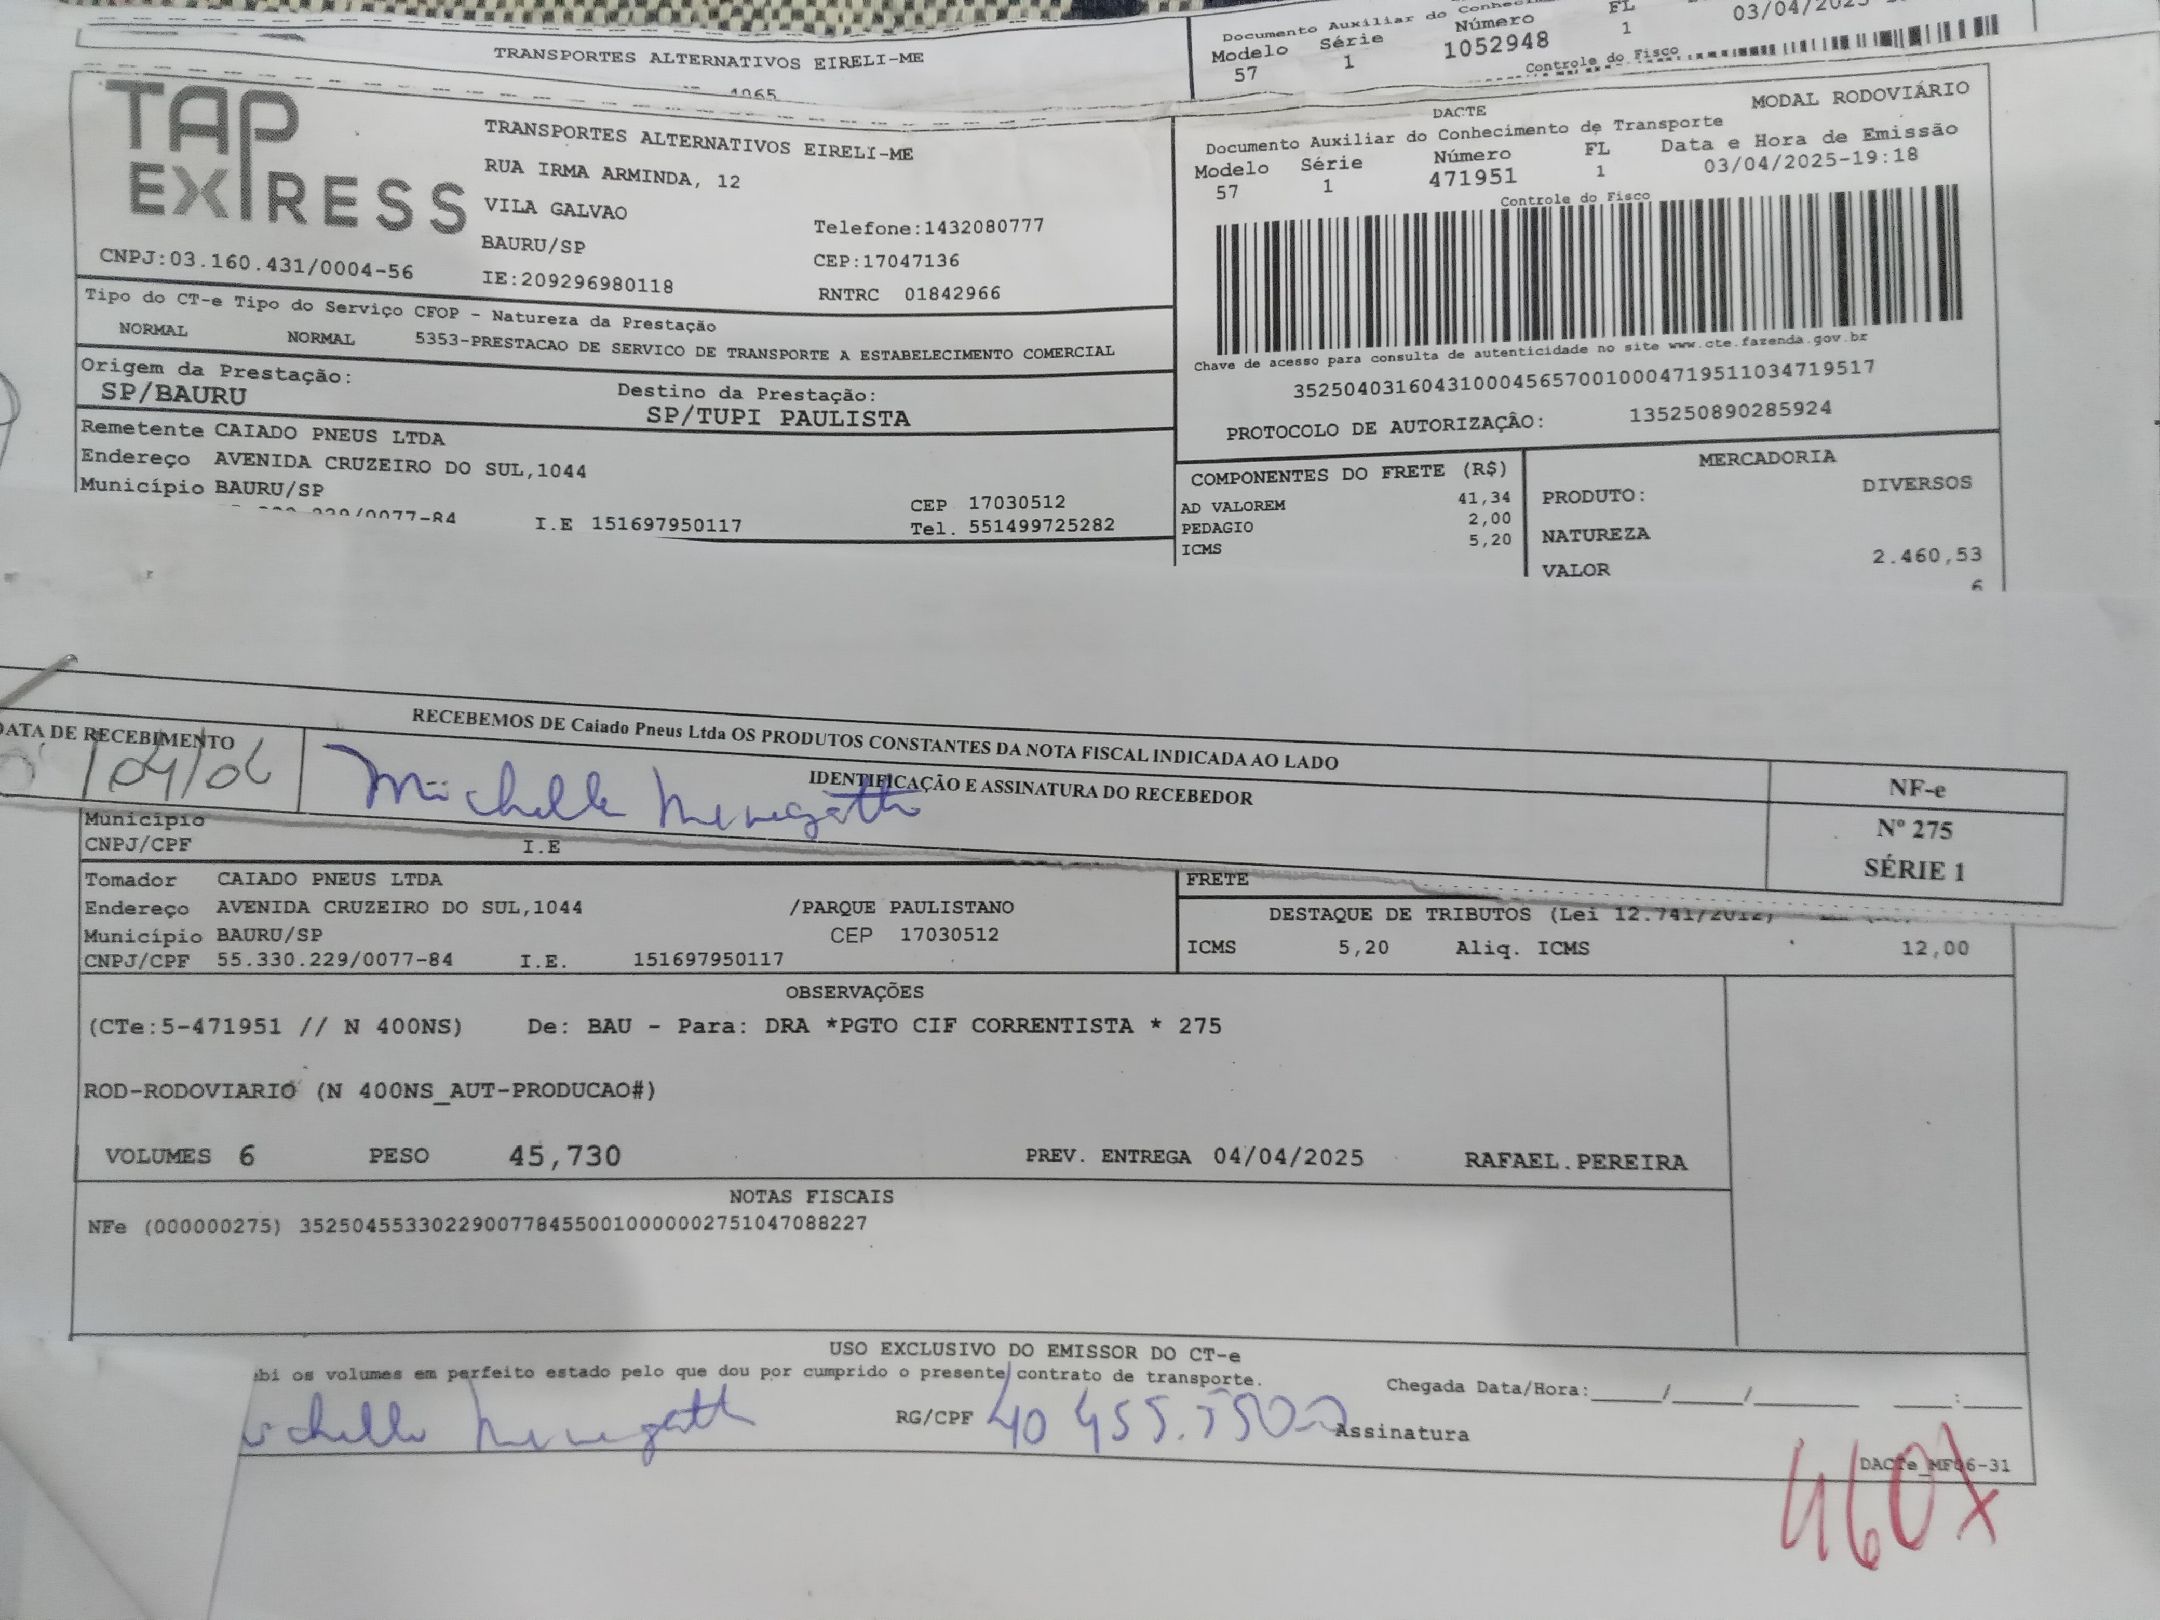 TRANSPORTES ALTERNATIVOS EIRELI-ME
Documento Auxiliar do
Modelo Série Número FL
57 1 1052948 1 03/04/2025
Controle do Fisco
TAP
EXPRESS
CNPJ:03.160.431/0004-56
TRANSPORTES ALTERNATIVOS EIRELI-ME
RUA IRMA ARMINDA, 12
VILA GALVAO Telefone:1432080777
BAURU/SP CEP:17047136
IE:209296980118 RNTRC 01842966
DACTE MODAL RODOVIÁRIO
Documento Auxiliar do Conhecimento de Transporte
Modelo Série Número FL Data e Hora de Emissão
57 1 471951 1 03/04/2025-19:18
Controle do Fisco
Chave de acesso para consulta de autenticidade no site www.cte.fazenda.gov.br
35250403160431000456570010004719511034719517
PROTOCOLO DE AUTORIZAÇÃO: 135250890285924
Tipo do CT-e Tipo do Serviço CFOP - Natureza da Prestação
NORMAL NORMAL 5353-PRESTACAO DE SERVICO DE TRANSPORTE A ESTABELECIMENTO COMERCIAL
Origem da Prestação: Destino da Prestação:
SP/BAURU SP/TUPI PAULISTA
Remetente CAIADO PNEUS LTDA
Endereço AVENIDA CRUZEIRO DO SUL,1044
Município BAURU/SP CEP 17030512
I.E 151697950117 Tel. 551499725282
COMPONENTES DO FRETE (R$)
AD VALOREM 41,34
PEDAGIO 2,00
ICMS 5,20
MERCADORIA
PRODUTO: DIVERSOS
NATUREZA
VALOR 2.460,53
6
RECEBEMOS DE Caiado Pneus Ltda OS PRODUTOS CONSTANTES DA NOTA FISCAL INDICADA AO LADO
DATA DE RECEBIMENTO
IDENTIFICAÇÃO E ASSINATURA DO RECEBEDOR
Michelle Menegatti
NF-e
Nº 275
SÉRIE 1
Município
CNPJ/CPF I.E
Tomador CAIADO PNEUS LTDA
Endereço AVENIDA CRUZEIRO DO SUL,1044 /PARQUE PAULISTANO
Município BAURU/SP CEP 17030512
CNPJ/CPF 55.330.229/0077-84 I.E. 151697950117
FRETE
DESTAQUE DE TRIBUTOS (Lei 12.741/2012)
ICMS 5,20 Aliq. ICMS 12,00
OBSERVAÇÕES
(CTe:5-471951 // N 400NS) De: BAU - Para: DRA *PGTO CIF CORRENTISTA * 275
ROD-RODOVIARIO (N 400NS_AUT-PRODUCAO#)
VOLUMES 6 PESO 45,730 PREV. ENTREGA 04/04/2025 RAFAEL.PEREIRA
NOTAS FISCAIS
NFe (000000275) 35250455330229007784550010000002751047088227
USO EXCLUSIVO DO EMISSOR DO CT-e
os volumes em perfeito estado pelo que dou por cumprido o presente contrato de transporte.
Chegada Data/Hora:_____/_____/_____ ___:___
RG/CPF
Assinatura
DACTe_MF06-31